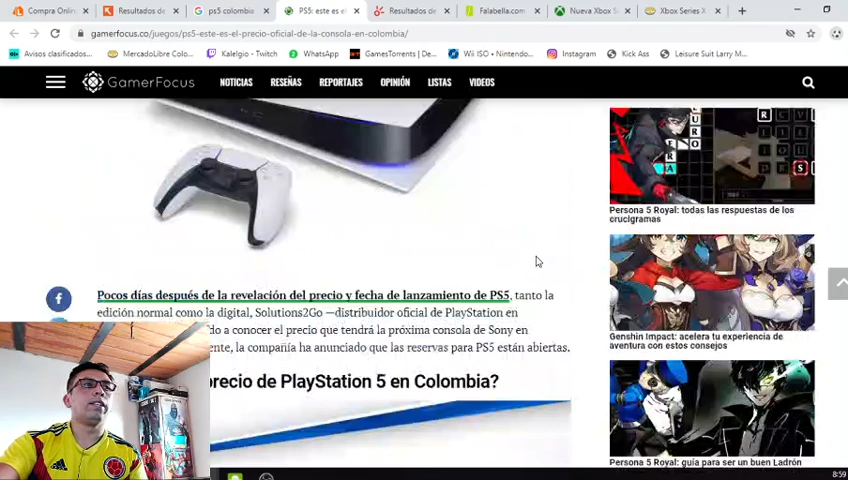 Compra Onlin
Resultados de
ps5 colombia
PS5: este es el
Resultados de
Falabella.com
Nueva Xbox S
Xbox Series X
gamerfocus.co/juegos/ps5-este-es-el-precio-oficial-de-la-consola-en-colombia/
Avisos clasificados...
MercadoLibre Colo...
Kalelgio - Twitch
WhatsApp
GamesTorrents | De...
Wii ISO • Nintendo...
Instagram
Kick Ass
Leisure Suit Larry M...
GamerFocus
NOTICIAS
RESEÑAS
REPORTAJES
OPINIÓN
LISTAS
VIDEOS
Persona 5 Royal: todas las respuestas de los
crucigramas
Pocos días después de la revelación del precio y fecha de lanzamiento de PS5, tanto la
edición normal como la digital, Solutions2Go —distribuidor oficial de PlayStation en
do a conocer el precio que tendrá la próxima consola de Sony en
ente, la compañía ha anunciado que las reservas para PS5 están abiertas.
Genshin Impact: acelera tu experiencia de
aventura con estos consejos
precio de PlayStation 5 en Colombia?
Persona 5 Royal: guía para ser un buen Ladrón
8:59